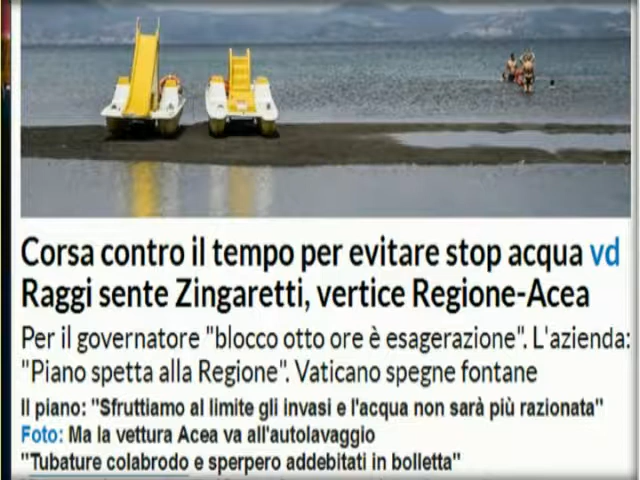 Corsa contro il tempo per evitare stop acqua vd
Raggi sente Zingaretti, vertice Regione-Acea
Per il governatore "blocco otto ore è esagerazione". L'azienda:
"Piano spetta alla Regione". Vaticano spegne fontane
Il piano: "Sfruttiamo al limite gli invasi e l'acqua non sarà più razionata"
Foto: Ma la vettura Acea va all'autolavaggio
"Tubature colabrodo e sperpero addebitati in bolletta"